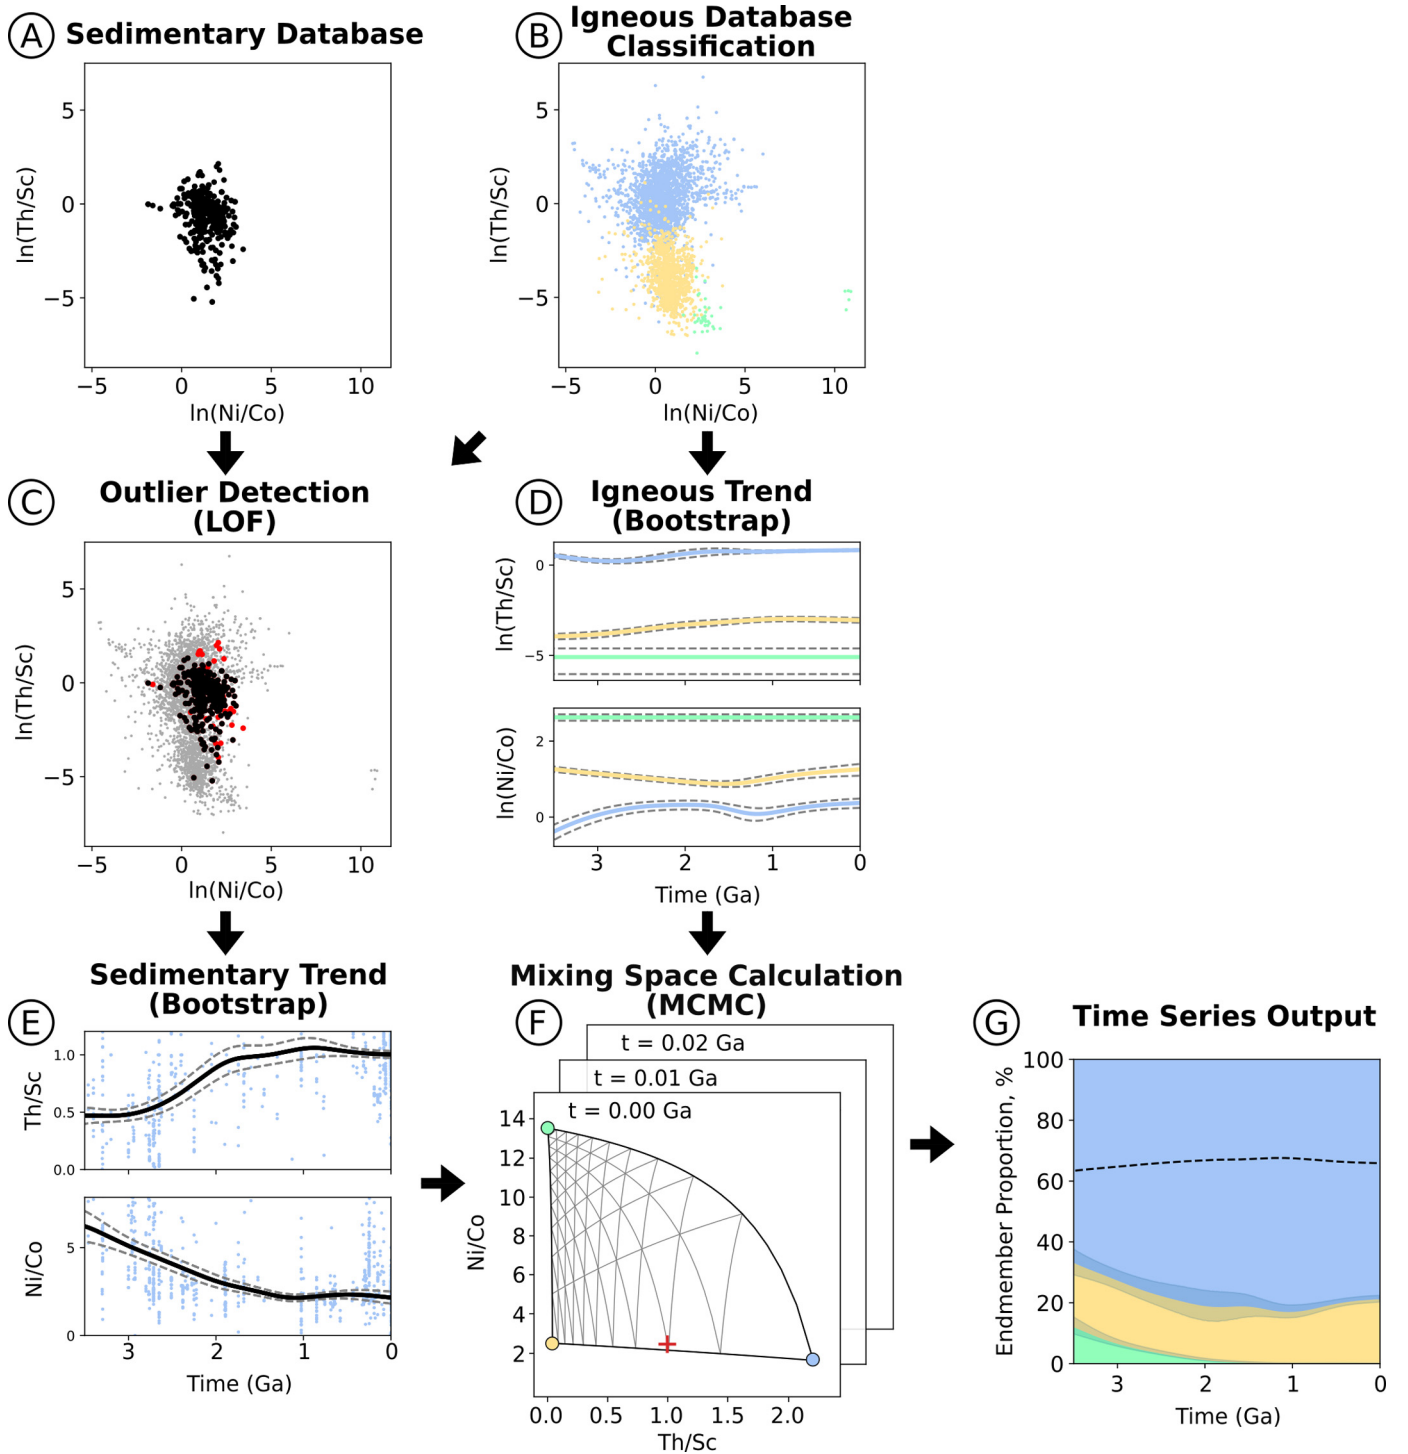 A Sedimentary Database
5
0
−5
ln(Th/Sc)
−5 0 5 10
ln(Ni/Co)
B Igneous Database
Classification
5
0
−5
ln(Th/Sc)
−5 0 5 10
ln(Ni/Co)
C Outlier Detection
(LOF)
5
0
−5
ln(Th/Sc)
−5 0 5 10
ln(Ni/Co)
D Igneous Trend
(Bootstrap)
0
−5
ln(Th/Sc)
2
0
ln(Ni/Co)
3 2 1 0
Time (Ga)
E Sedimentary Trend
(Bootstrap)
1.0
0.5
0.0
Th/Sc
5
0
Ni/Co
3 2 1 0
Time (Ga)
F Mixing Space Calculation
(MCMC)
t = 0.02 Ga
t = 0.01 Ga
t = 0.00 Ga
14
12
10
8
6
4
2
Ni/Co
0.0 0.5 1.0 1.5 2.0
Th/Sc
G Time Series Output
100
80
60
40
20
0
Endmember Proportion, %
3 2 1 0
Time (Ga)